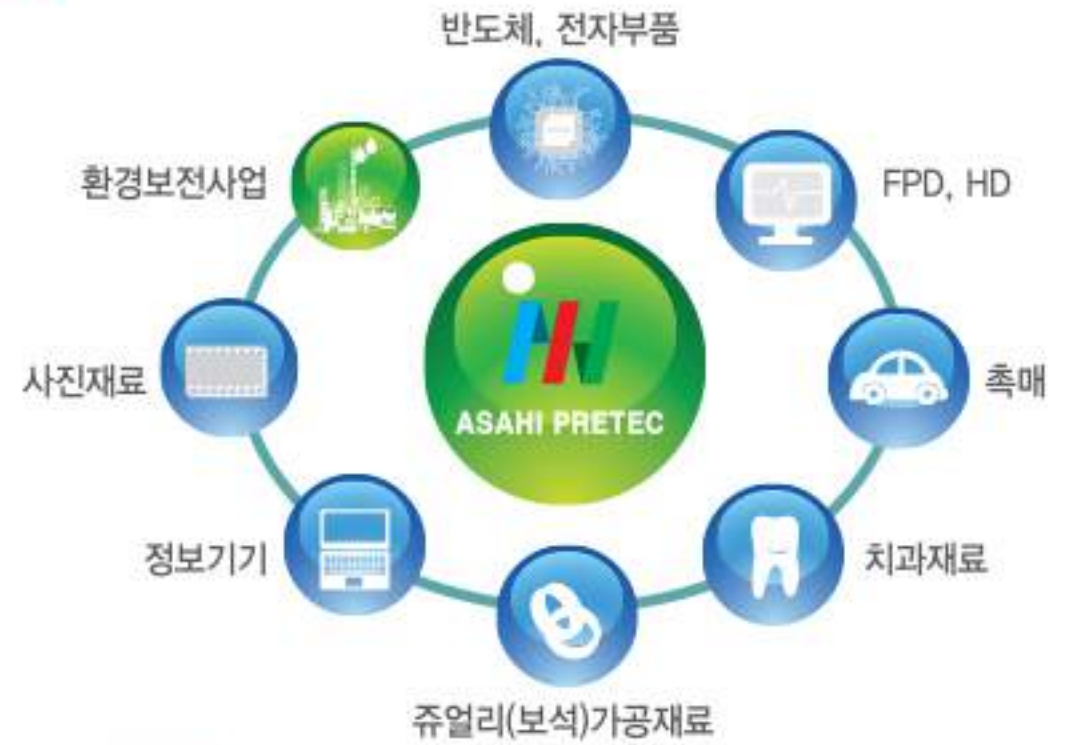 반도체, 전자부품
환경보전사업
FPD, HD
ASAHI PRETEC
사진재료
촉매
정보기기
치과재료
쥬얼리(보석)가공재료